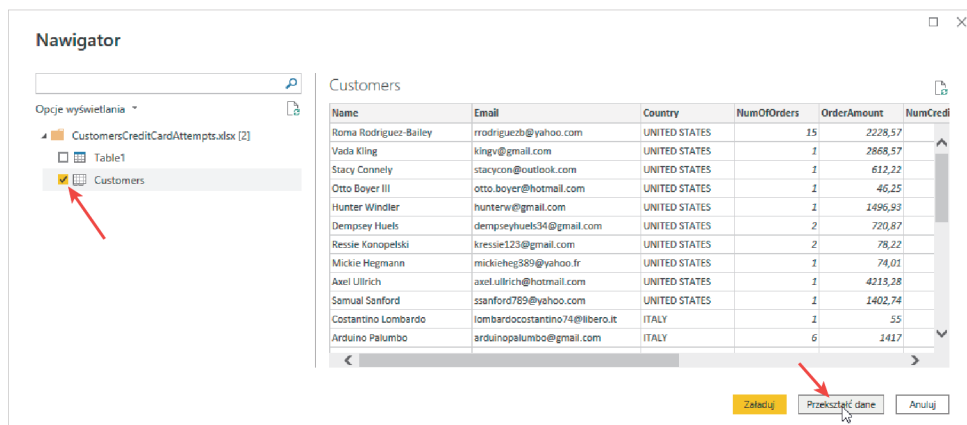 Nawigator
Opcje wyświetlania
CustomersCreditCardAttempts.xlsx [2]
Table1
Customers
Customers
Name Email Country NumOfOrders OrderAmount NumCredi
Roma Rodriguez-Bailey rrodriguezb@yahoo.com UNITED STATES 15 2228,57
Vada Kling kingv@gmail.com UNITED STATES 1 2868,57
Stacy Connely stacycon@outlook.com UNITED STATES 1 612,22
Otto Boyer III otto.boyer@hotmail.com UNITED STATES 1 46,25
Hunter Windler hunterw@gmail.com UNITED STATES 1 1496,93
Dempsey Huels dempseyhuels34@gmail.com UNITED STATES 2 720,87
Ressie Konopelski kressie123@gmail.com UNITED STATES 2 78,22
Mickie Hegmann mickieheg389@yahoo.fr UNITED STATES 1 74,01
Axel Ullrich axel.ullrich@hotmail.com UNITED STATES 1 4213,28
Samual Sanford ssanford789@yahoo.com UNITED STATES 1 1402,74
Costantino Lombardo lombardocostantino74@libero.it ITALY 1 55
Arduino Palumbo arduinopalumbo@gmail.com ITALY 6 1417
Załaduj Przekształć dane Anuluj